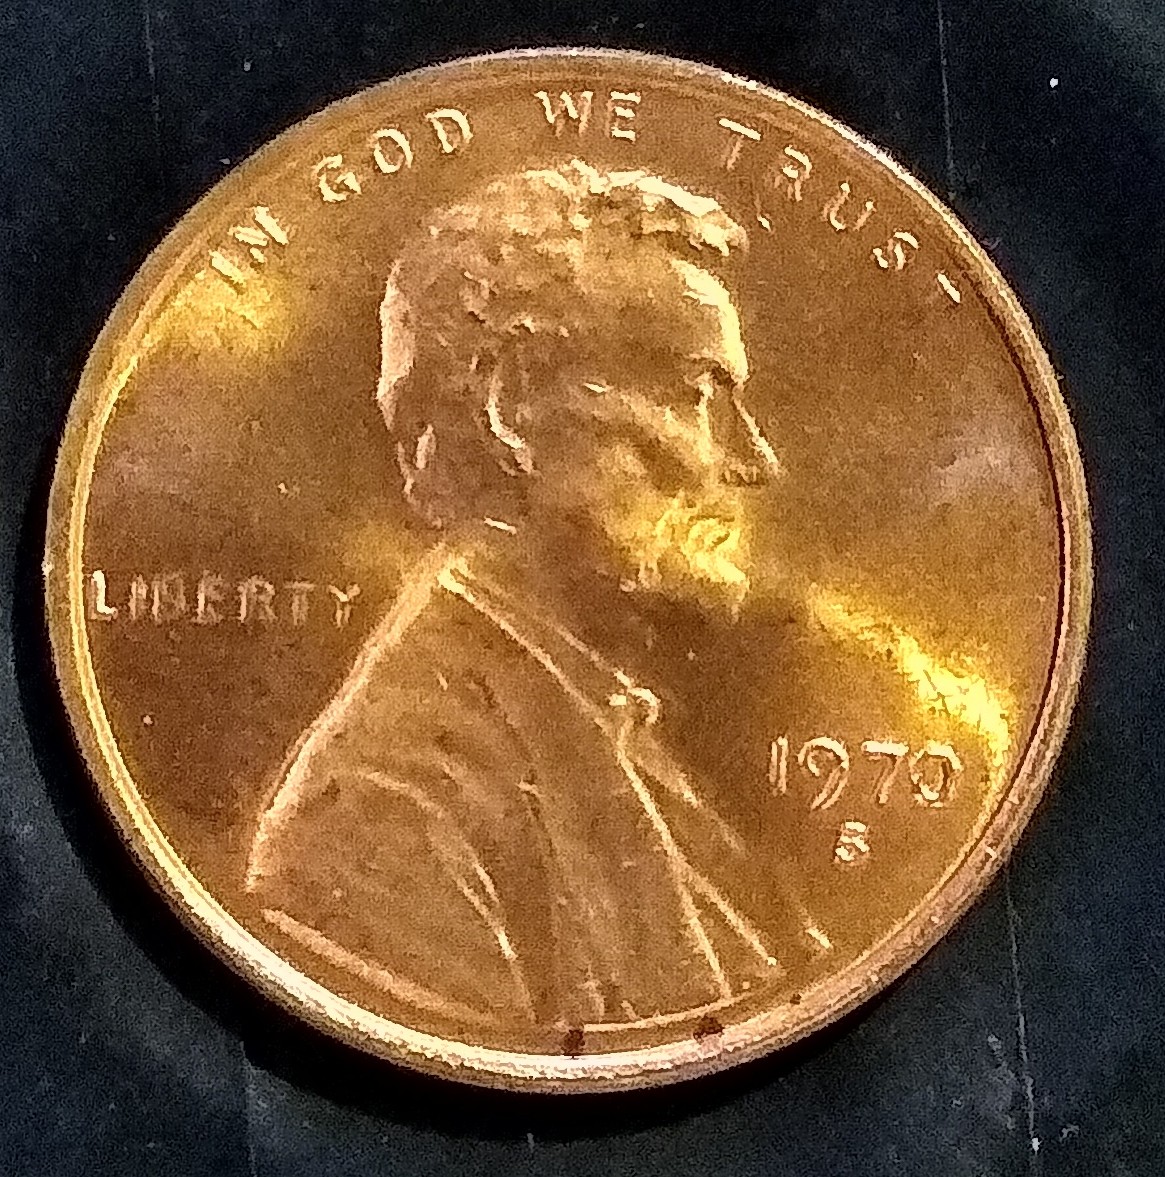 IN GOD WE TRUST
LIBERTY
1970
S